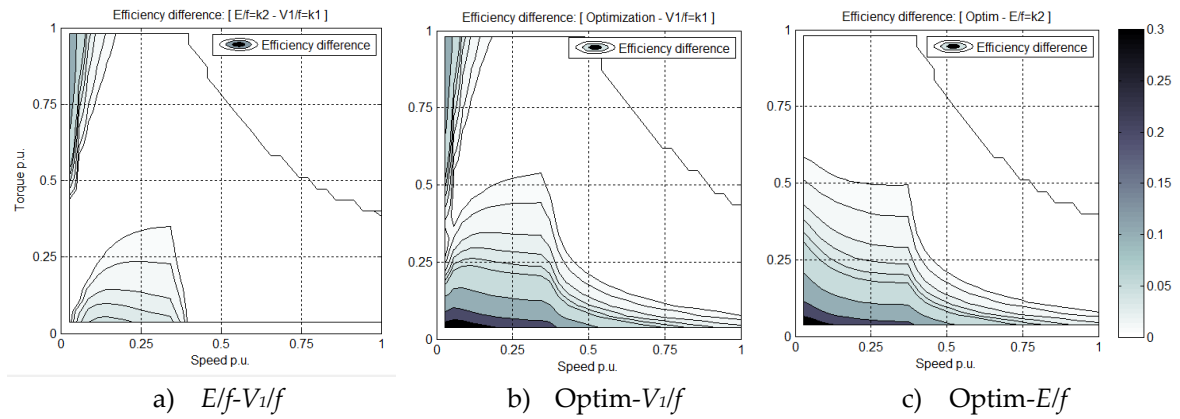 Efficiency difference: [ E/f=k2 - V1/f=k1 ]
Efficiency difference: [ Optimization - V1/f=k1 ]
Efficiency difference: [ Optim - E/f=k2 ]
Efficiency difference
Efficiency difference
Efficiency difference
Torque p.u.
1
0.75
0.5
0.25
0
0 0.25 0.5 0.75 1
Speed p.u.
1
0.75
0.5
0.25
0
0 0.25 0.5 0.75 1
Speed p.u.
1
0.75
0.5
0.25
0
0 0.25 0.5 0.75 1
Speed p.u.
0.3
0.25
0.2
0.15
0.1
0.05
0
a) E/f-V1/f
b) Optim-V1/f
c) Optim-E/f